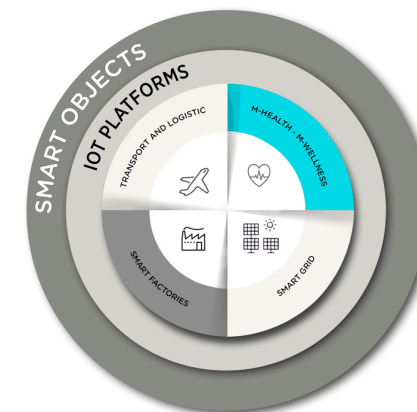 SMART OBJECTS
IOT PLATFORMS
TRANSPORT AND LOGISTIC
M-HEALTH - M-WELLNESS
SMART FACTORIES
SMART GRID